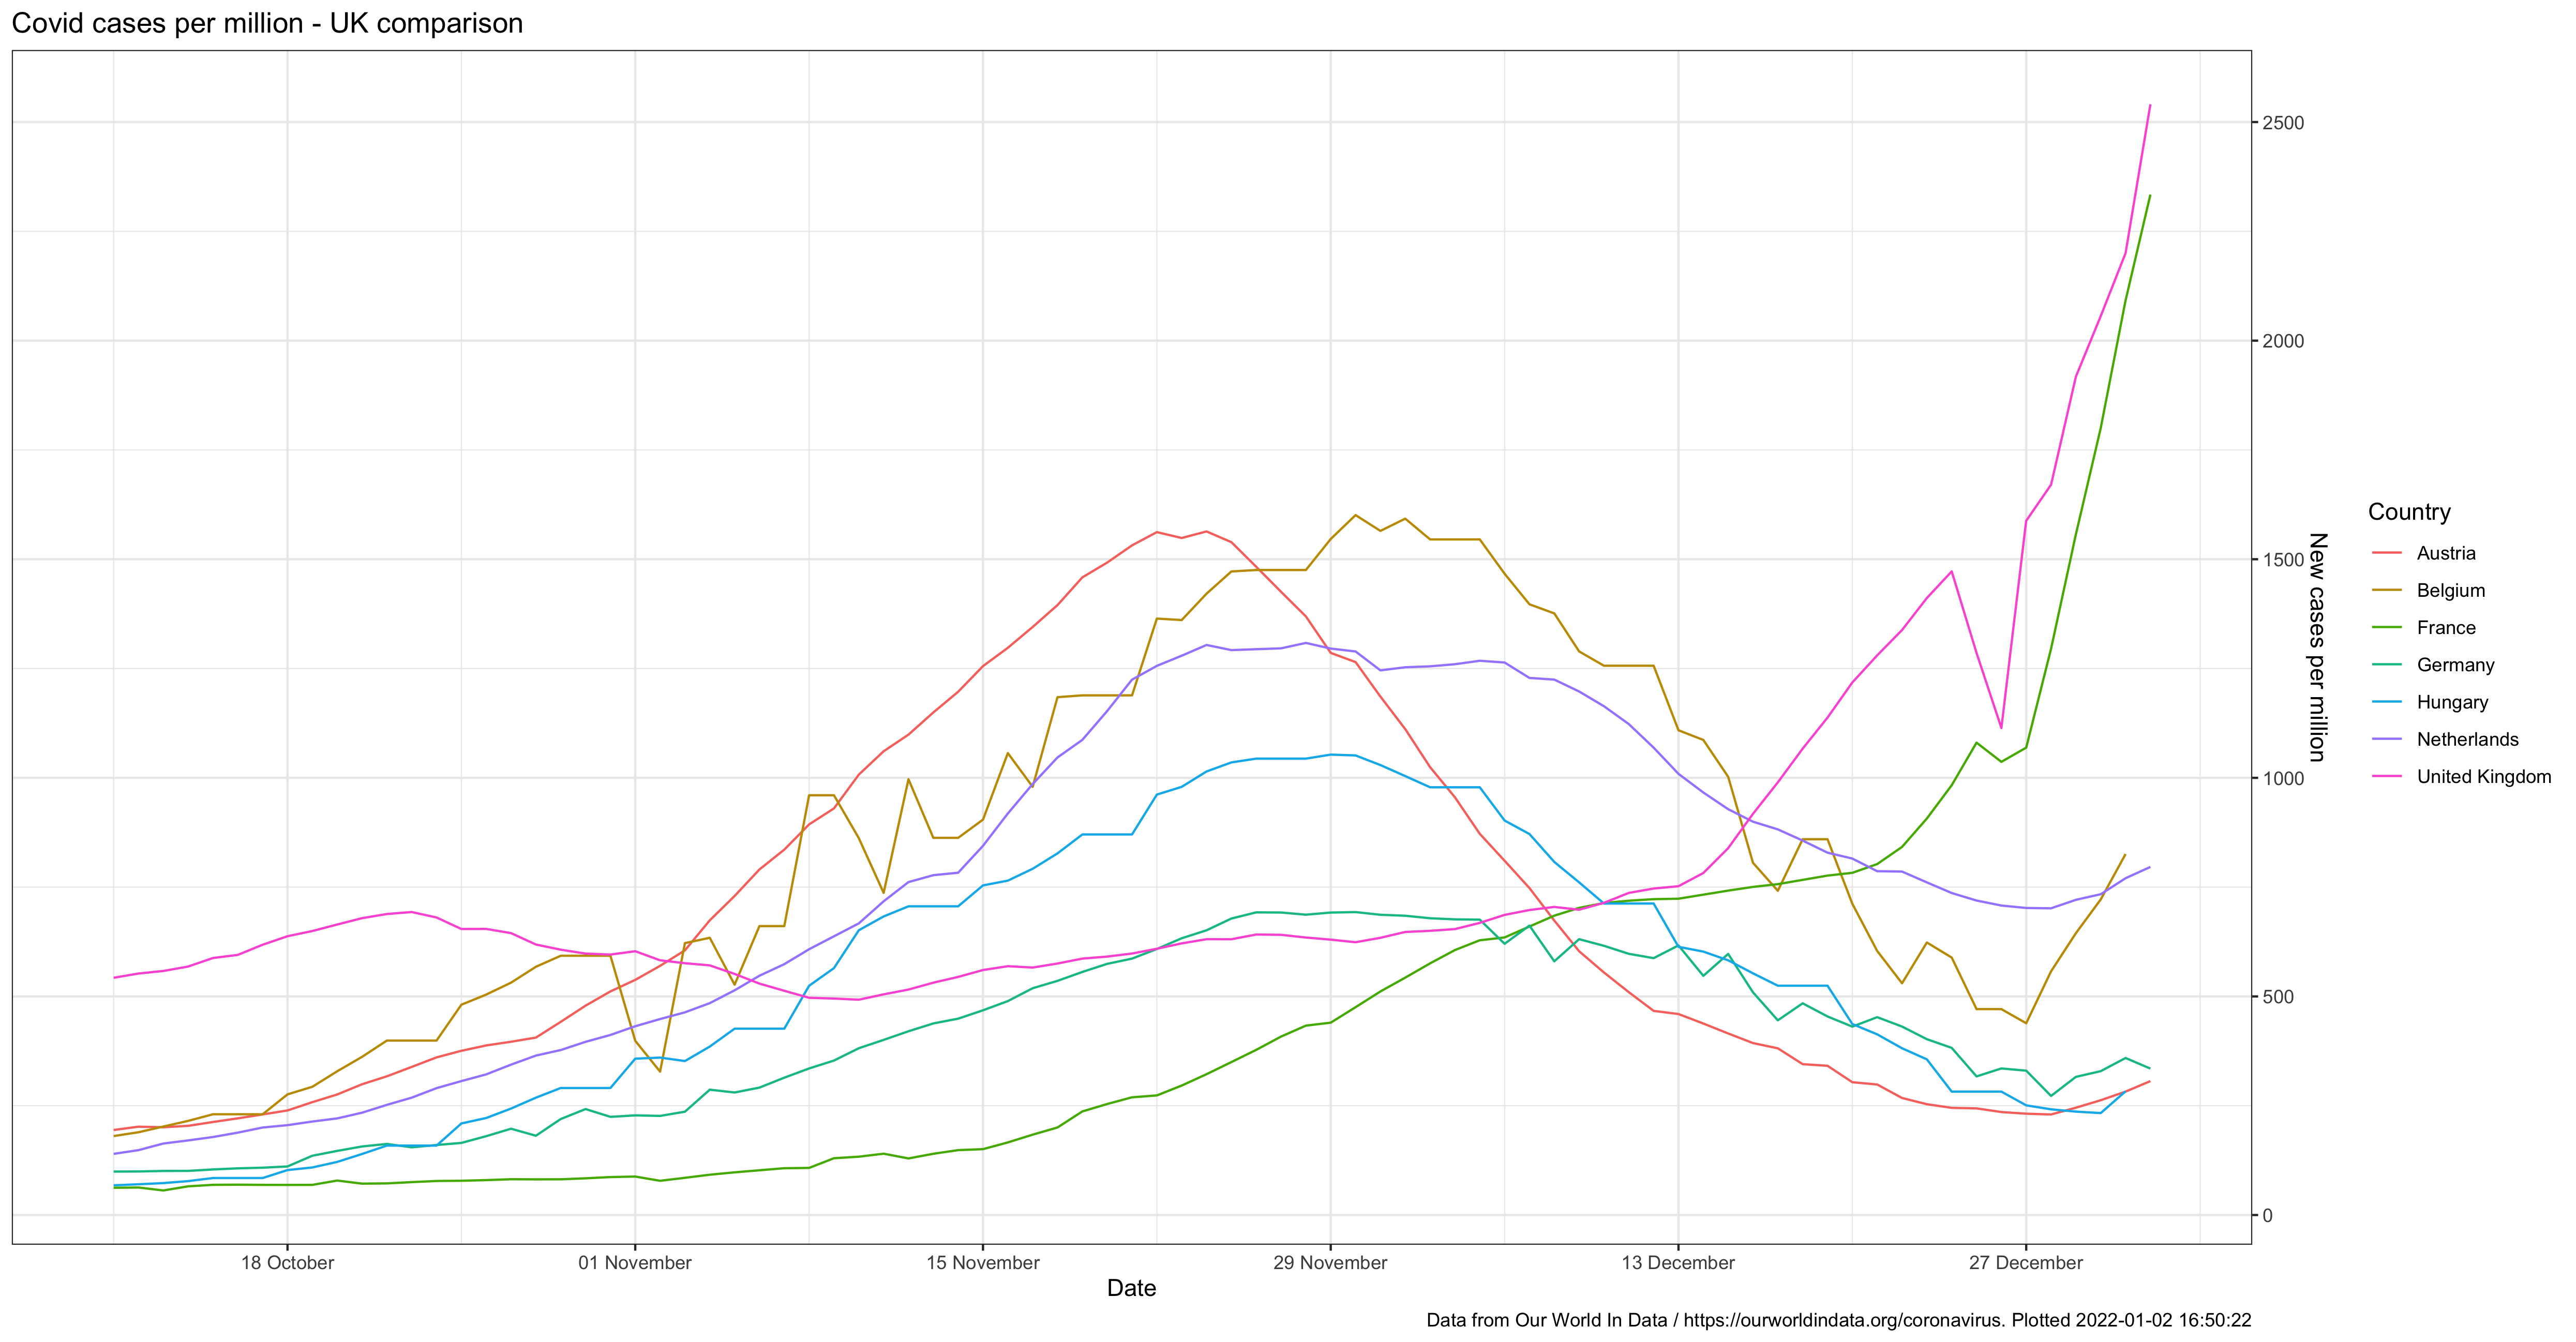 Covid cases per million - UK comparison
2500
2000
1500
1000
500
0
New cases per million
Country
Austria
Belgium
France
Germany
Hungary
Netherlands
United Kingdom
18 October
01 November
15 November
29 November
13 December
27 December
Date
Data from Our World In Data / https://ourworldindata.org/coronavirus. Plotted 2022-01-02 16:50:22